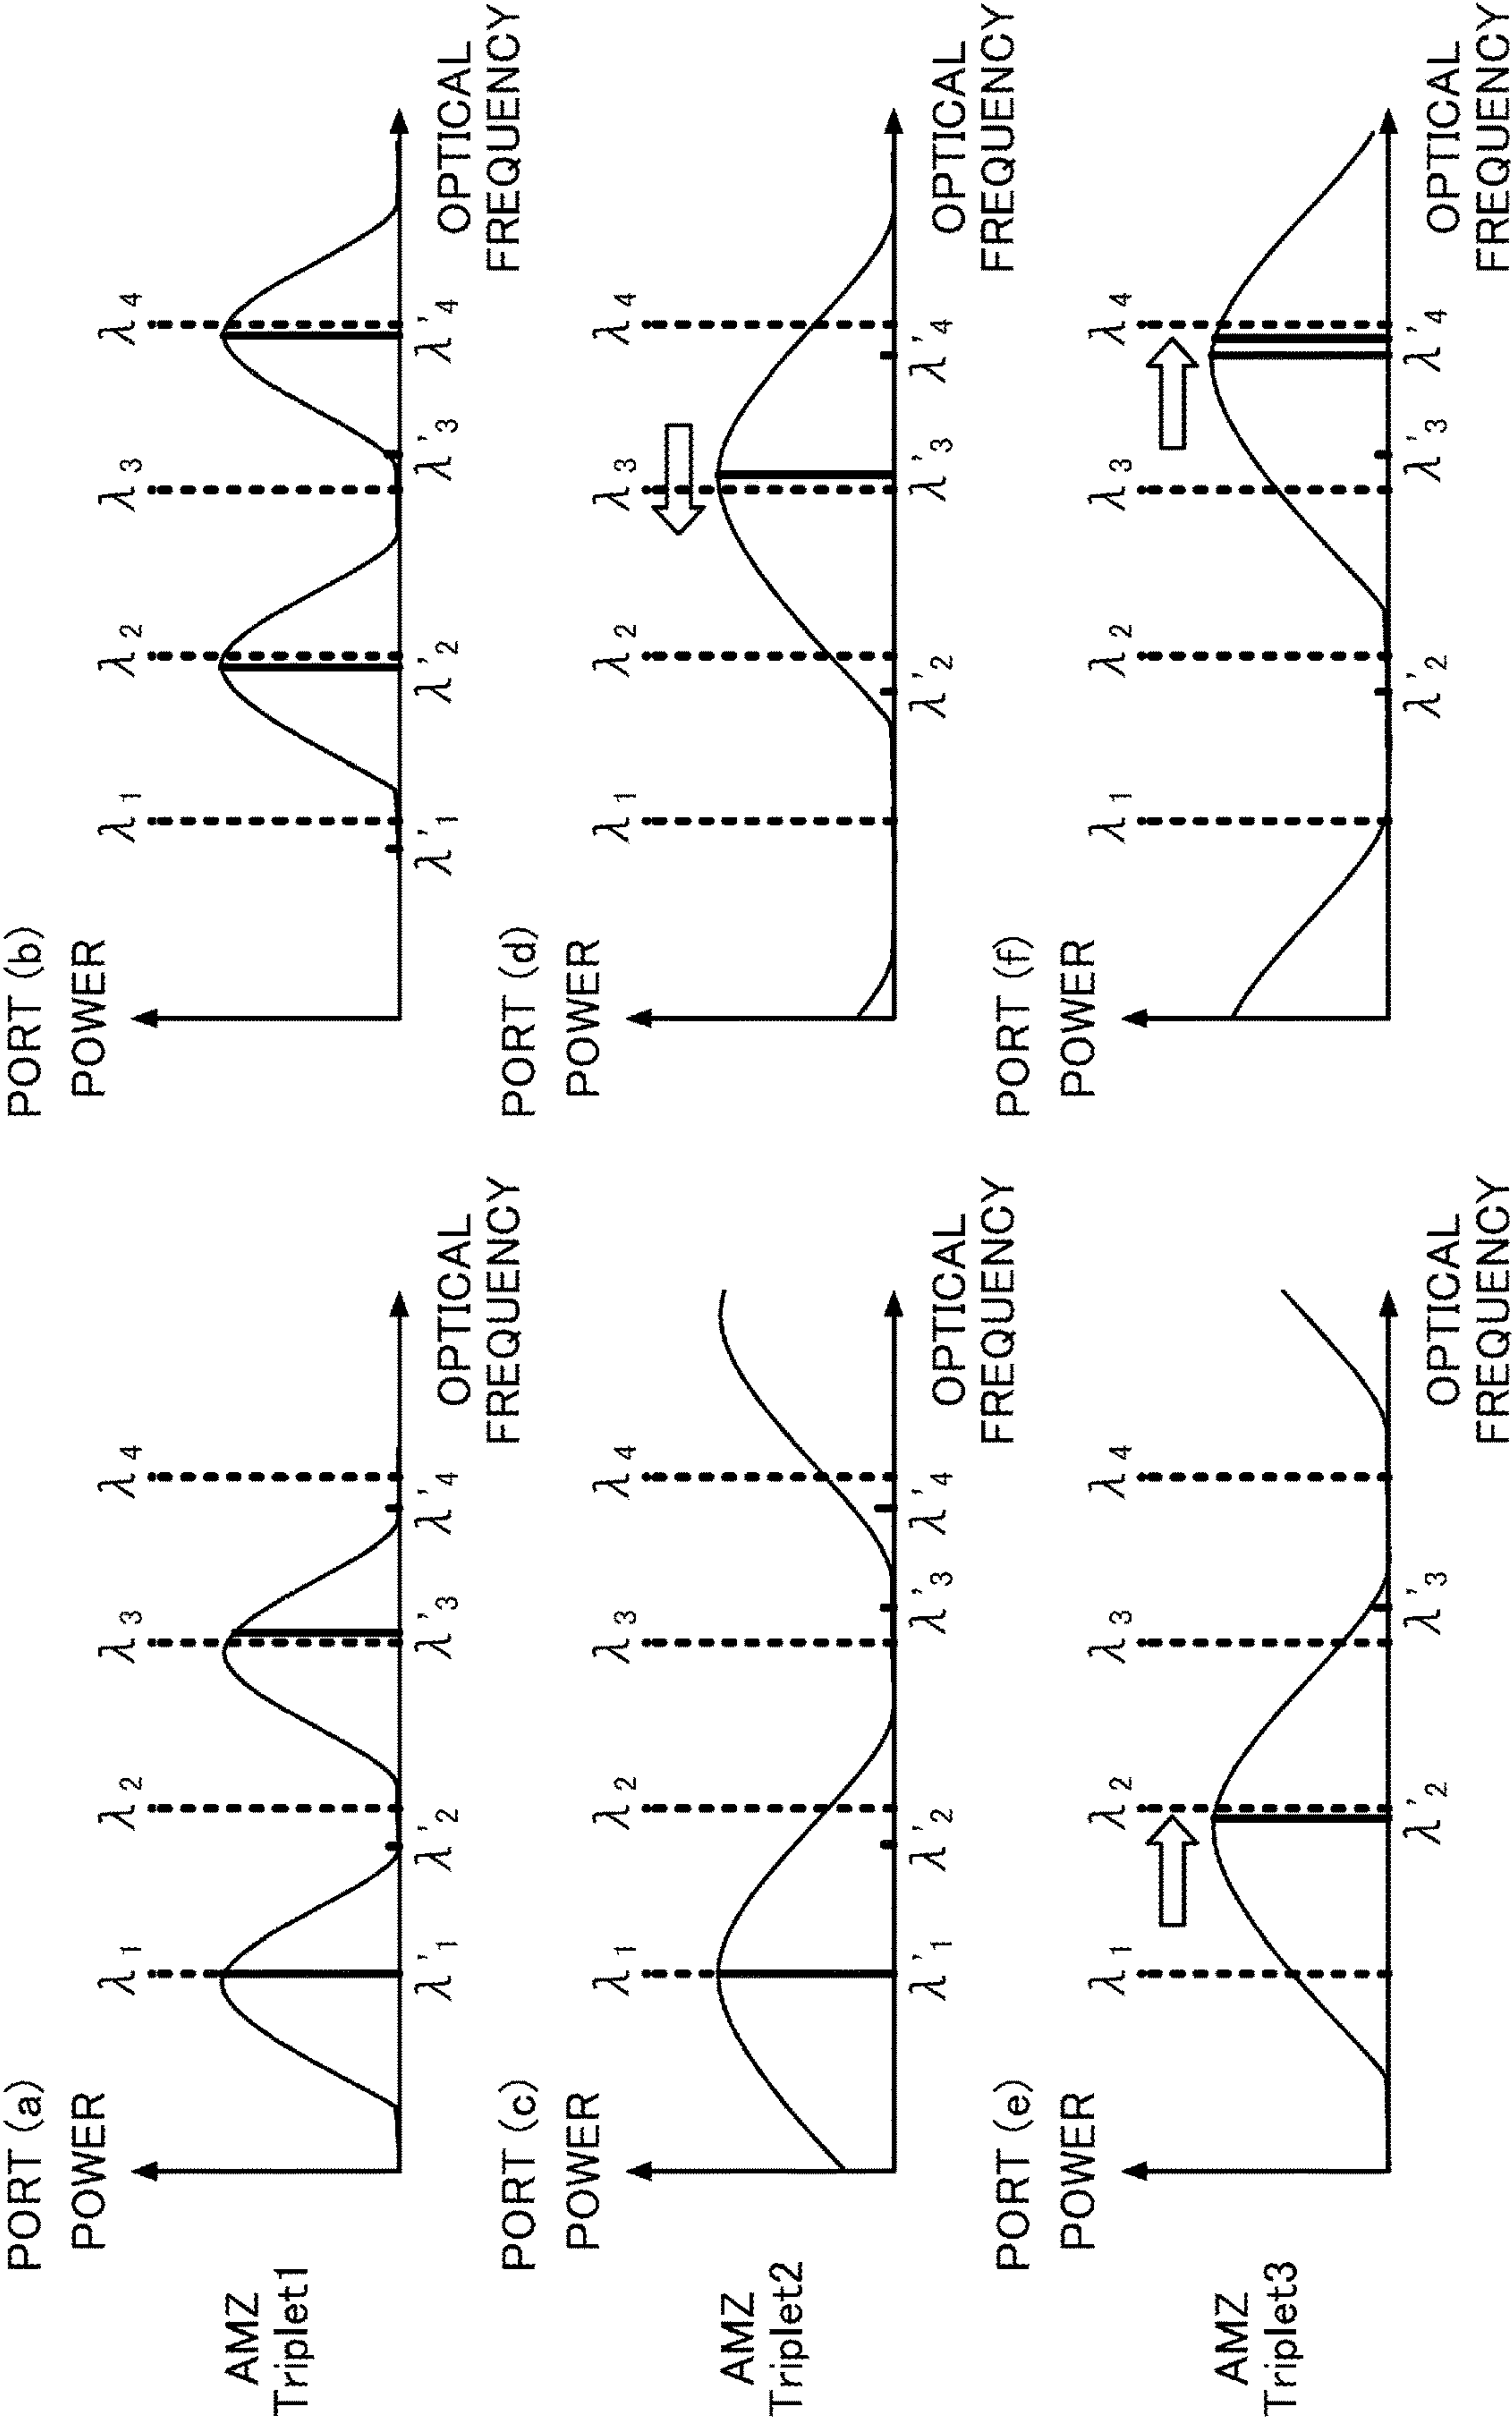 AMZ
Triplet1
PORT (a)
POWER
λ1 λ2 λ3 λ4
λ'1 λ'2 λ'3 λ'4
OPTICAL
FREQUENCY
PORT (b)
POWER
λ1 λ2 λ3 λ4
λ'1 λ'2 λ'3 λ'4
OPTICAL
FREQUENCY
AMZ
Triplet2
PORT (c)
POWER
λ1 λ2 λ3 λ4
λ'1 λ'2 λ'3 λ'4
OPTICAL
FREQUENCY
PORT (d)
POWER
λ1 λ2 λ3 λ4
λ'2 λ'3 λ'4
OPTICAL
FREQUENCY
AMZ
Triplet3
PORT (e)
POWER
λ1 λ2 λ3 λ4
λ'2 λ'3
OPTICAL
FREQUENCY
PORT (f)
POWER
λ1 λ2 λ3 λ4
λ'2 λ'3 λ'4
OPTICAL
FREQUENCY